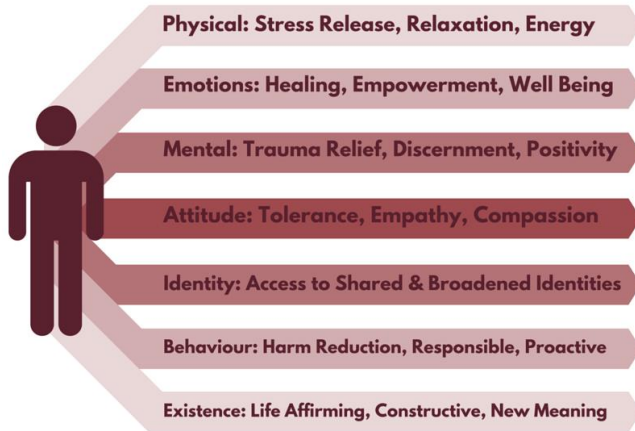 Physical: Stress Release, Relaxation, Energy
Emotions: Healing, Empowerment, Well Being
Mental: Trauma Relief, Discernment, Positivity
Attitude: Tolerance, Empathy, Compassion
Identity: Access to Shared & Broadened Identities
Behaviour: Harm Reduction, Responsible, Proactive
Existence: Life Affirming, Constructive, New Meaning